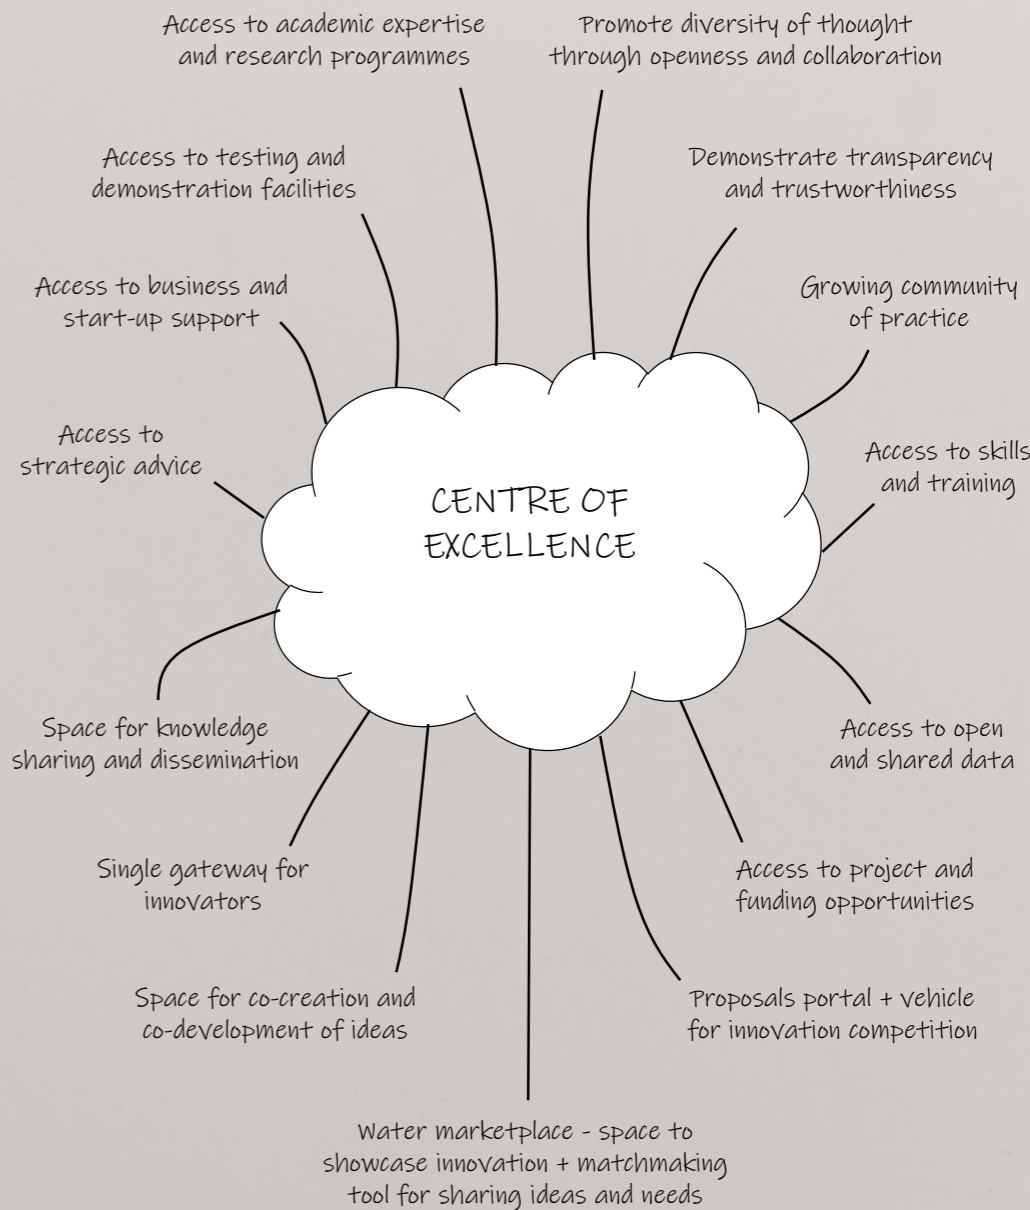 Access to academic expertise
and research programmes
Promote diversity of thought
through openness and collaboration
Access to testing and
demonstration facilities
Demonstrate transparency
and trustworthiness
Access to business and
start-up support
Growing community
of practice
Access to
strategic advice
Access to skills
and training
CENTRE OF
EXCELLENCE
Space for knowledge
sharing and dissemination
Access to open
and shared data
Single gateway for
innovators
Access to project and
funding opportunities
Space for co-creation and
co-development of ideas
Proposals portal + vehicle
for innovation competition
Water marketplace - space to
showcase innovation + matchmaking
tool for sharing ideas and needs